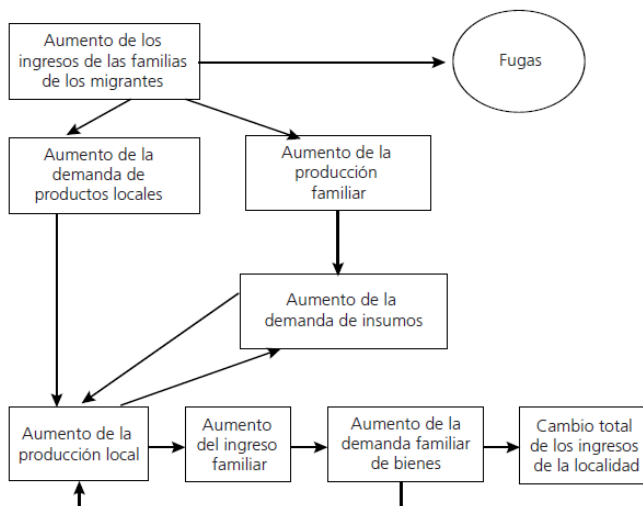 Aumento de los
ingresos de las familias
de los migrantes
Fugas
Aumento de la
demanda de
productos locales
Aumento de la
producción
familiar
Aumento de la
demanda de insumos
Aumento de la
producción local
Aumento
del ingreso
familiar
Aumento de la
demanda familiar
de bienes
Cambio total
de los ingresos
de la localidad